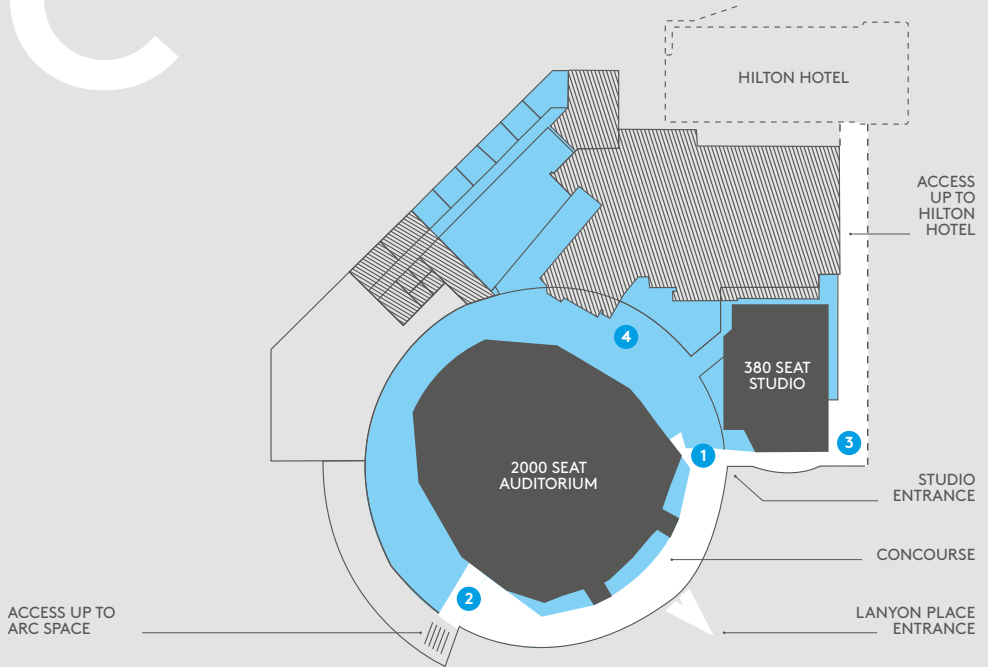 HILTON HOTEL
ACCESS
UP TO
HILTON
HOTEL
4
380 SEAT
STUDIO
3
1
2000 SEAT
AUDITORIUM
STUDIO
ENTRANCE
CONCOURSE
2
ACCESS UP TO
ARC SPACE
LANYON PLACE
ENTRANCE